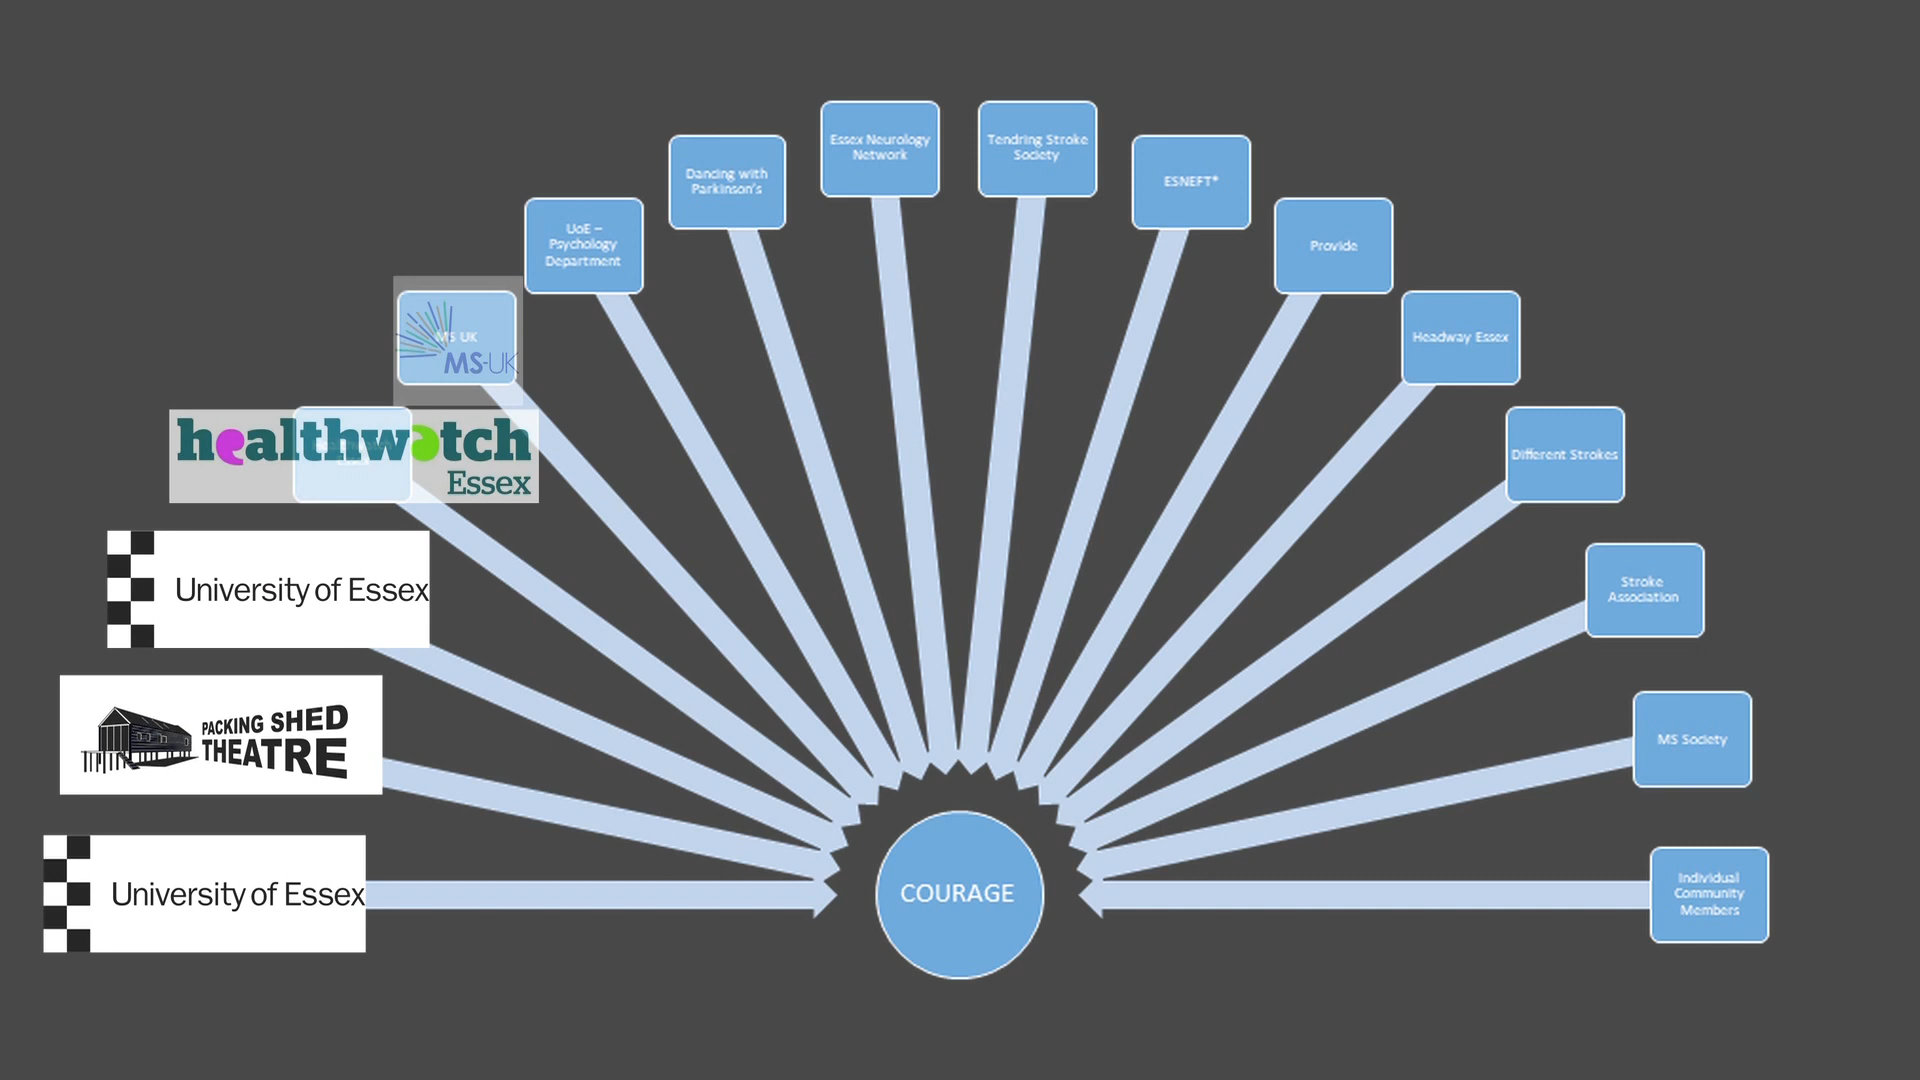 Essex Neurology
Network
Tendring Stroke
Society
Dancing with
Parkinson's
ESNEFT*
UoE –
Psychology
Department
Provide
MS UK
MS-UK
Headway Essex
healthwatch
Essex
Different Strokes
University of Essex
Stroke
Association
PACKING SHED
THEATRE
MS Society
University of Essex
COURAGE
Individual
Community
Members